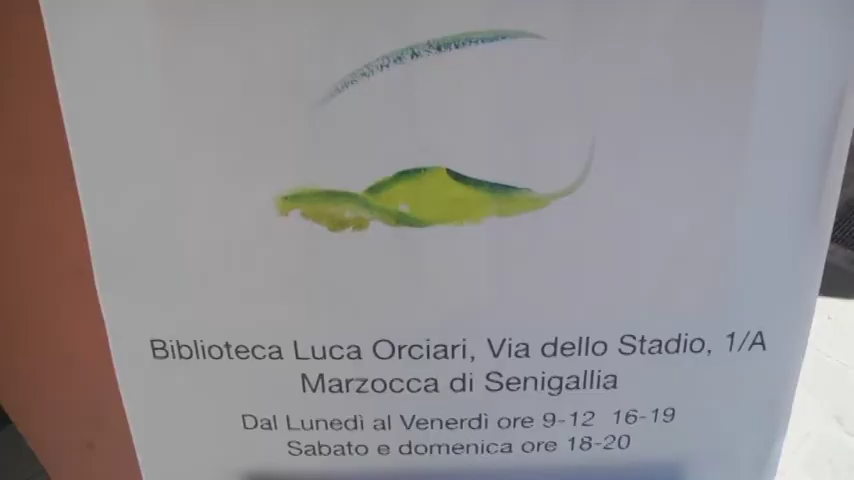 Biblioteca Luca Orciari, Via dello Stadio, 1/A
Marzocca di Senigallia
Dal Lunedì al Venerdì ore 9-12 16-19
Sabato e domenica ore 18-20